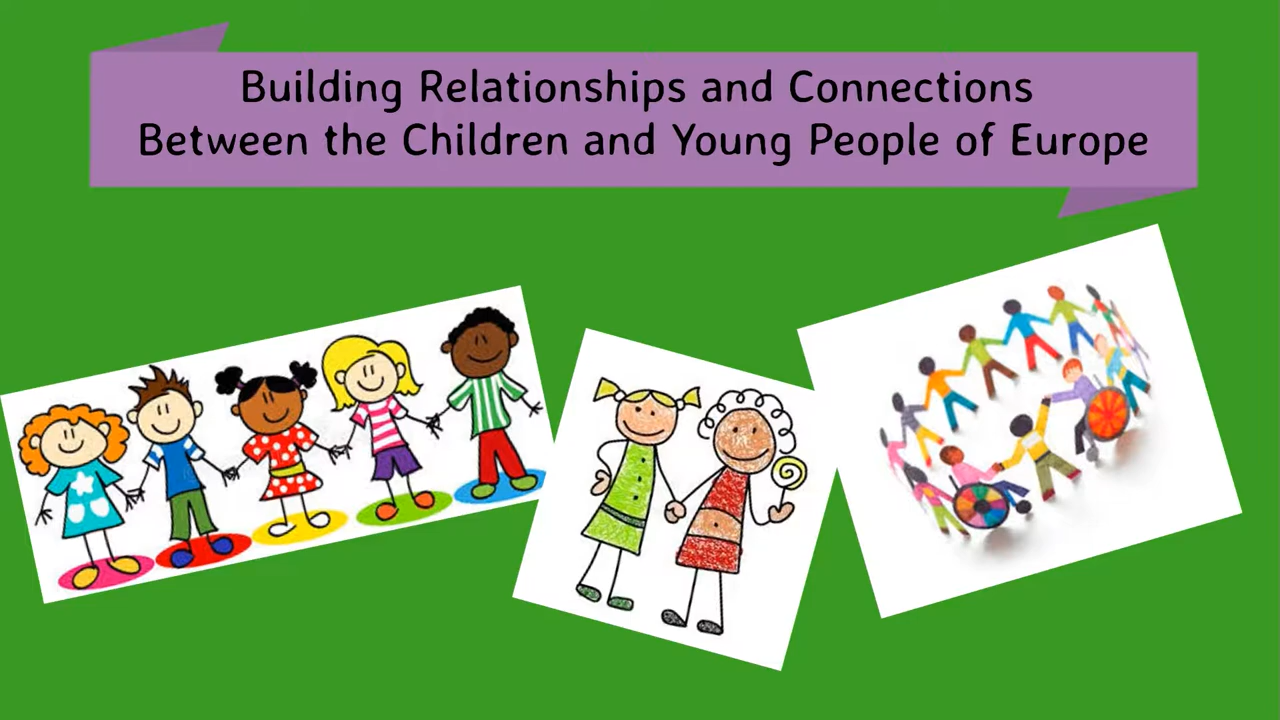 Building Relationships and Connections
Between the Children and Young People of Europe